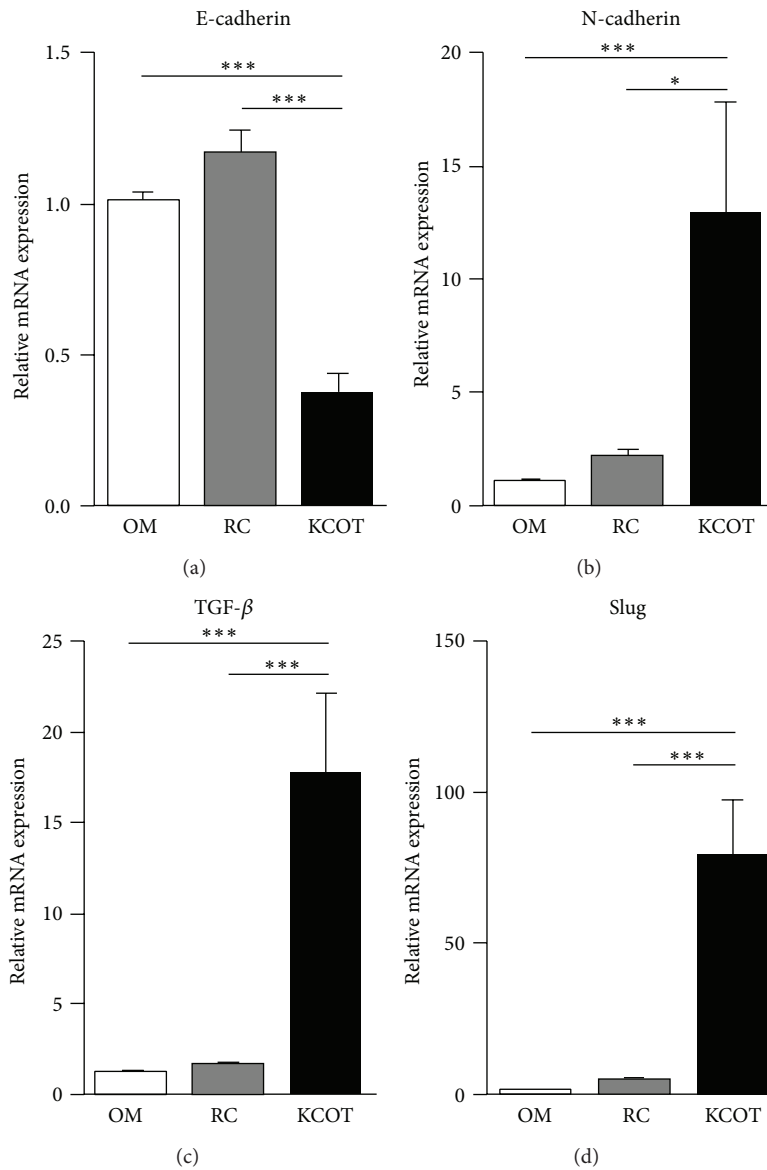 E-cadherin
1.5
1.0
0.5
0.0
Relative mRNA expression
***
***
OM RC KCOT
(a)
N-cadherin
20
15
10
5
0
Relative mRNA expression
***
*
OM RC KCOT
(b)
TGF-β
25
20
15
10
5
0
Relative mRNA expression
***
***
OM RC KCOT
(c)
Slug
150
100
50
0
Relative mRNA expression
***
***
OM RC KCOT
(d)